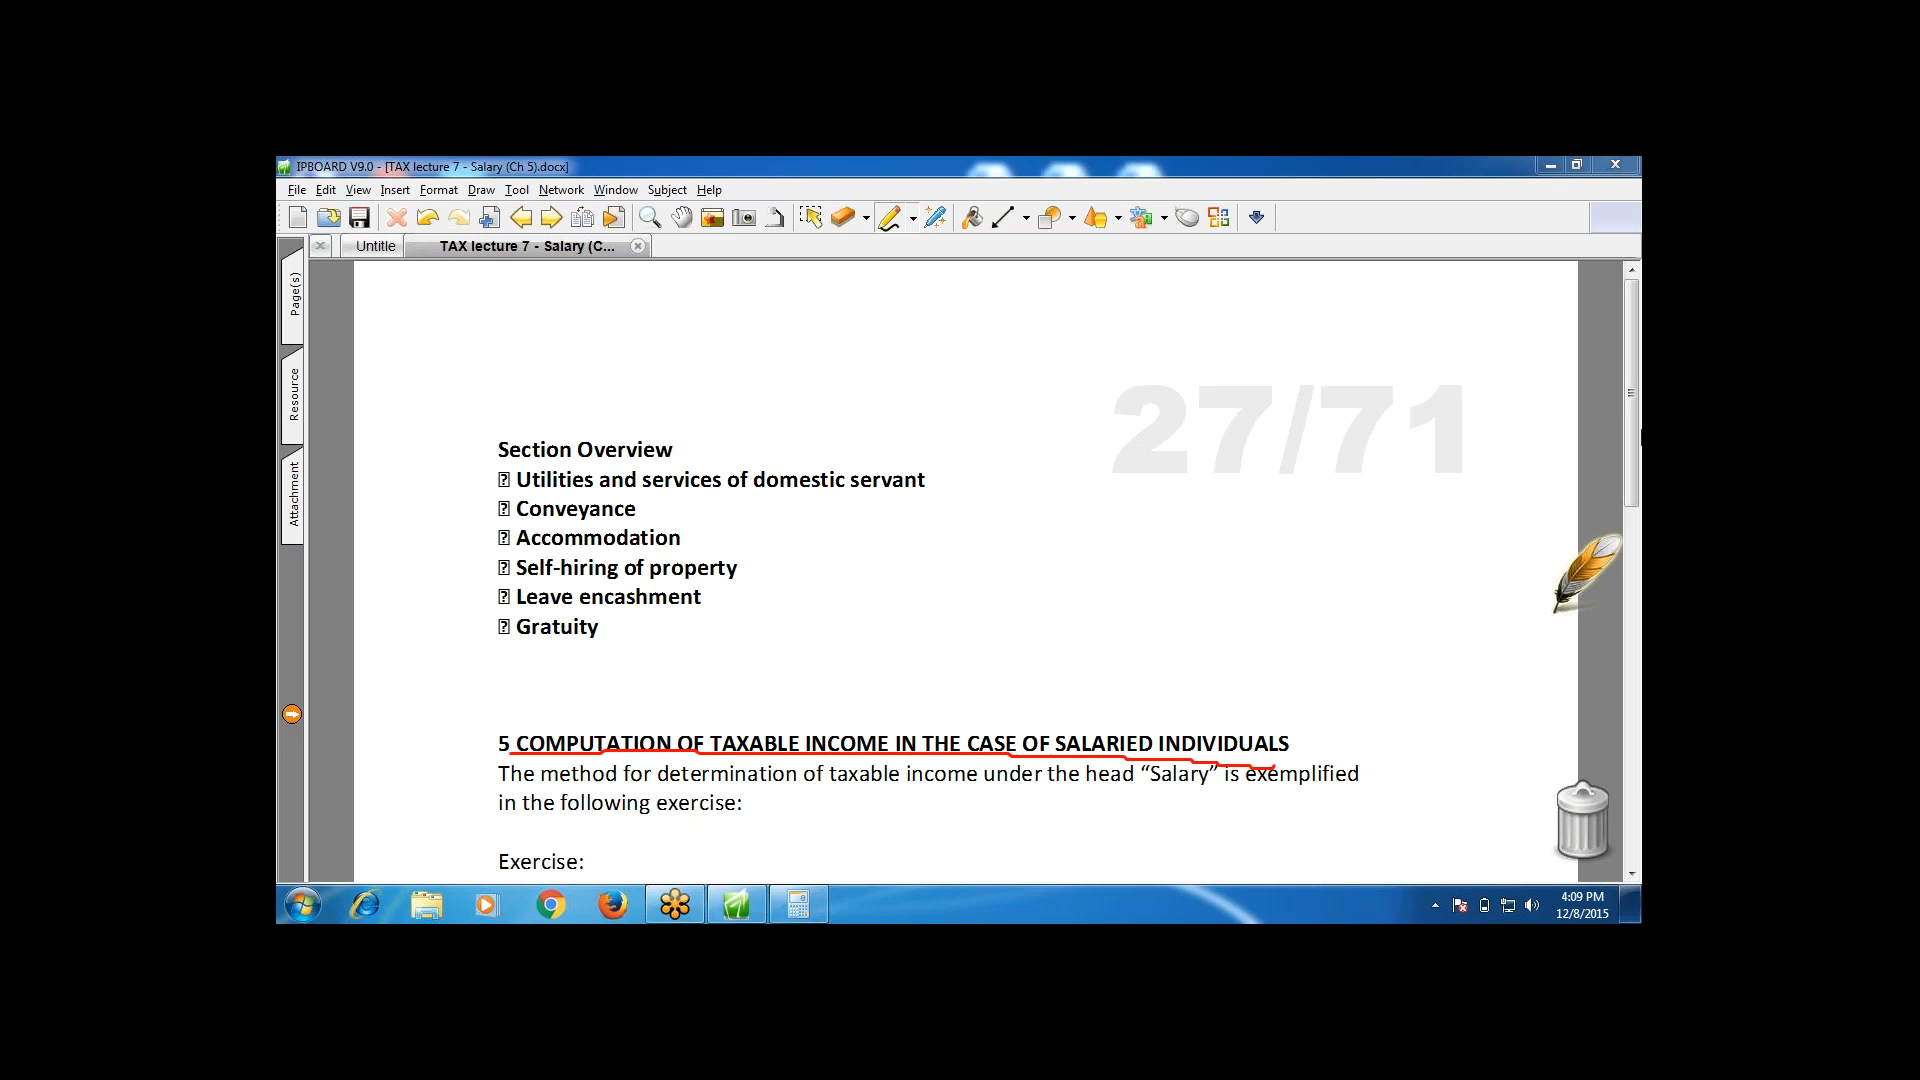 IPBOARD V9.0 - [TAX lecture 7 - Salary (Ch 5).docx]
File Edit View Insert Format Draw Tool Network Window Subject Help
Untitle TAX lecture 7 - Salary (C...
Page(s)
Resource
Attachment
27/71
Section Overview
Utilities and services of domestic servant
Conveyance
Accommodation
Self-hiring of property
Leave encashment
Gratuity
5 COMPUTATION OF TAXABLE INCOME IN THE CASE OF SALARIED INDIVIDUALS
The method for determination of taxable income under the head “Salary” is exemplified
in the following exercise:
Exercise:
4:09 PM
12/8/2015